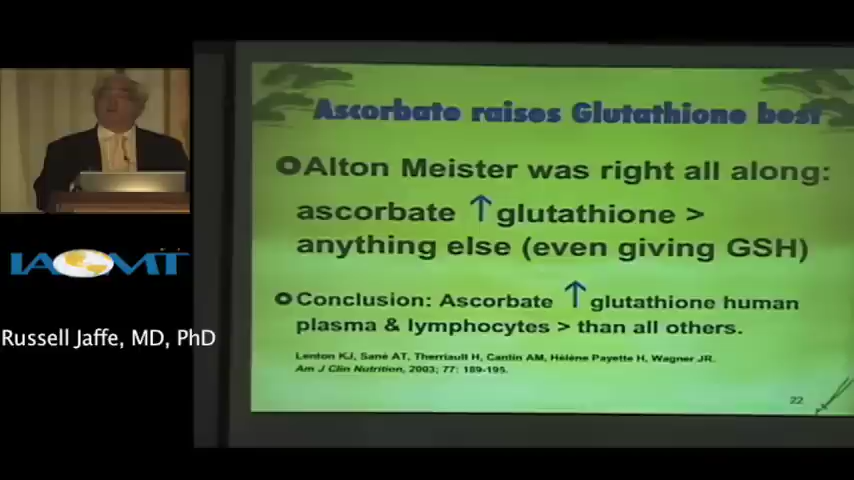 Ascorbate raises Glutathione best
Alton Meister was right all along:
ascorbate ↑ glutathione >
anything else (even giving GSH)
Conclusion: Ascorbate ↑ glutathione human
plasma & lymphocytes > than all others.
Lenton KJ, Sané AT, Therriault H, Cantin AM, Hélène Payette H, Wagner JR.
Am J Clin Nutrition, 2003; 77: 189-195.
22
IAOMT
Russell Jaffe, MD, PhD